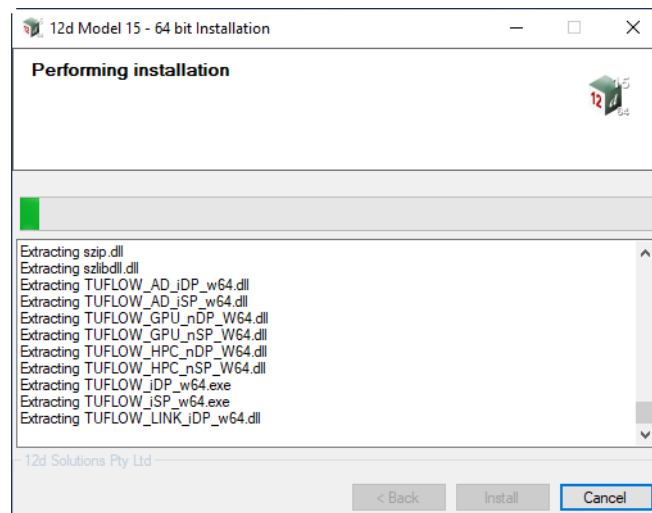 12d Model 15 - 64 bit Installation
Performing installation
15
12 d
64
Extracting szip.dll
Extracting szlibdll.dll
Extracting TUFLOW_AD_iDP_w64.dll
Extracting TUFLOW_AD_iSP_w64.dll
Extracting TUFLOW_GPU_nDP_W64.dll
Extracting TUFLOW_GPU_nSP_W64.dll
Extracting TUFLOW_HPC_nDP_W64.dll
Extracting TUFLOW_HPC_nSP_W64.dll
Extracting TUFLOW_iDP_w64.exe
Extracting TUFLOW_iSP_w64.exe
Extracting TUFLOW_LINK_iDP_w64.dll
12d Solutions Pty Ltd
< Back Install Cancel